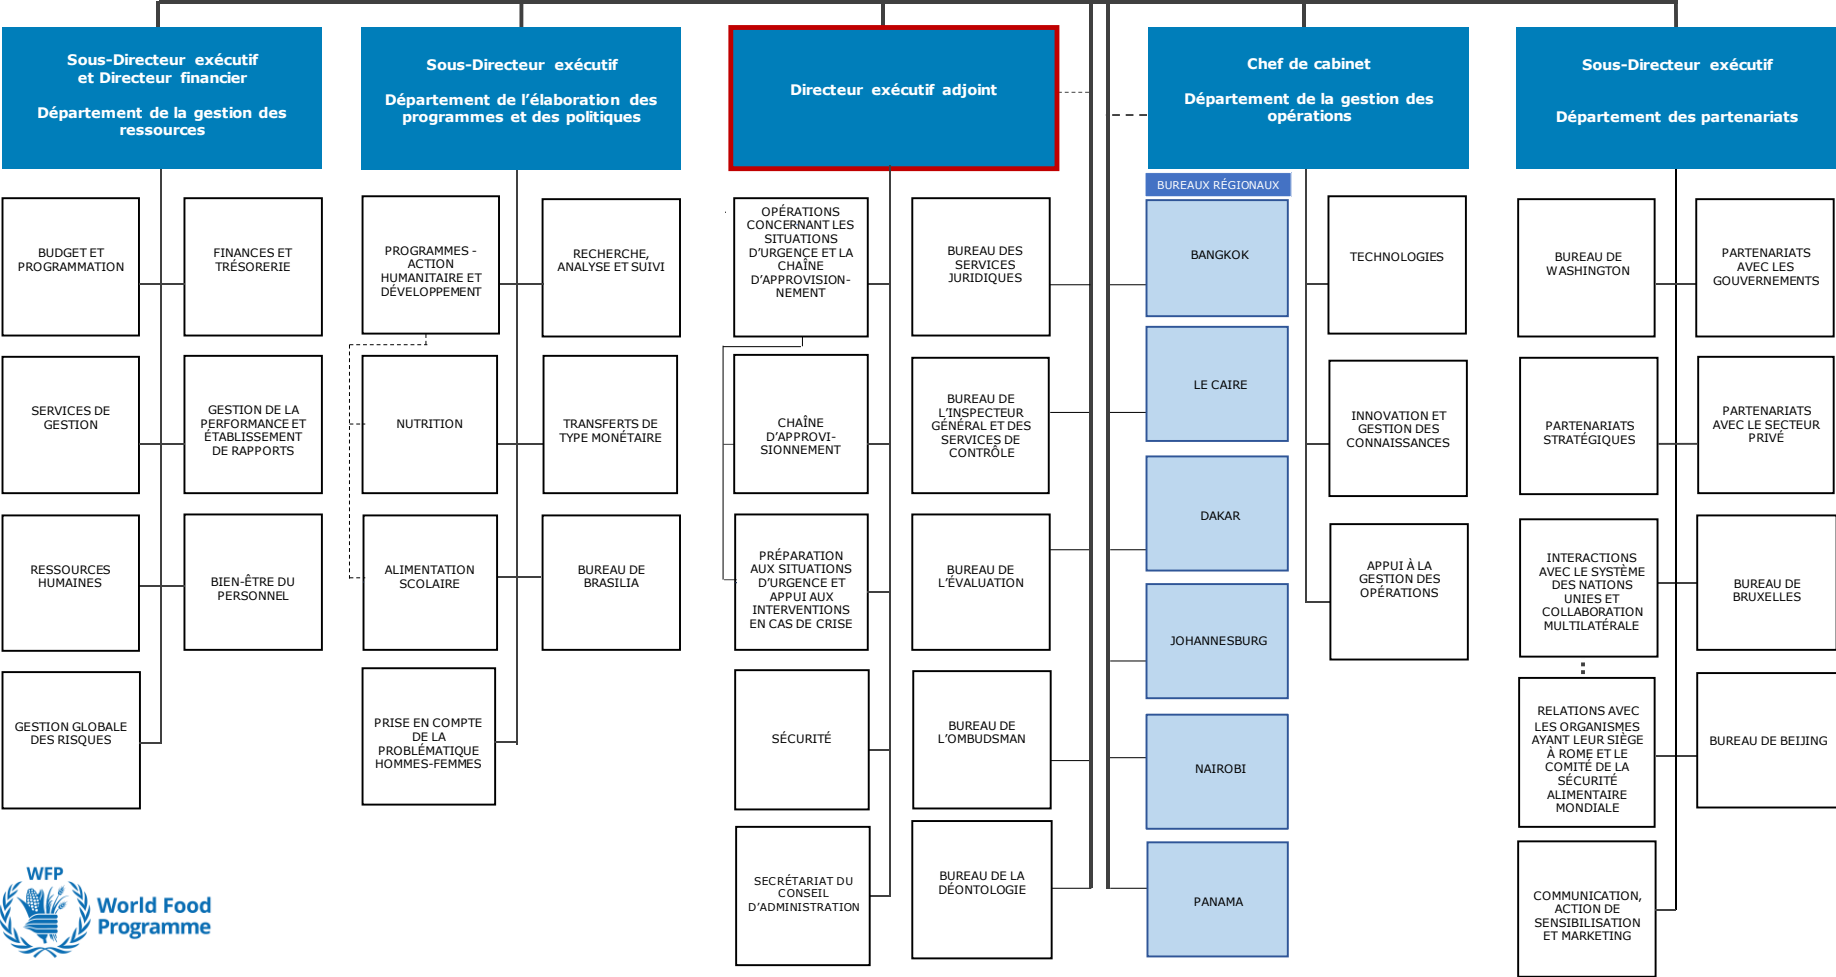 Sous-Directeur exécutif
et Directeur financier
Département de la gestion des
ressources
Sous-Directeur exécutif
Département de l'élaboration des
programmes et des politiques
Directeur exécutif adjoint
Chef de cabinet
Département de la gestion des
opérations
Sous-Directeur exécutif
Département des partenariats
BUDGET ET
PROGRAMMATION
FINANCES ET
TRÉSORERIE
SERVICES DE
GESTION
GESTION DE LA
PERFORMANCE ET
ÉTABLISSEMENT
DE RAPPORTS
RESSOURCES
HUMAINES
BIEN-ÊTRE DU
PERSONNEL
GESTION GLOBALE
DES RISQUES
PROGRAMMES -
ACTION
HUMANITAIRE ET
DÉVELOPPEMENT
RECHERCHE,
ANALYSE ET SUIVI
NUTRITION
TRANSFERTS DE
TYPE MONÉTAIRE
ALIMENTATION
SCOLAIRE
BUREAU DE
BRASILIA
PRISE EN COMPTE
DE LA
PROBLÉMATIQUE
HOMMES-FEMMES
OPÉRATIONS
CONCERNANT LES
SITUATIONS
D'URGENCE ET LA
CHAÎNE
D'APPROVISION-
NEMENT
BUREAU DES
SERVICES
JURIDIQUES
CHAÎNE
D'APPROVI-
SIONNEMENT
BUREAU DE
L'INSPECTEUR
GÉNÉRAL ET DES
SERVICES DE
CONTRÔLE
PRÉPARATION
AUX SITUATIONS
D'URGENCE ET
APPUI AUX
INTERVENTIONS
EN CAS DE CRISE
BUREAU DE
L'ÉVALUATION
SÉCURITÉ
BUREAU DE
L'OMBUDSMAN
SECRÉTARIAT DU
CONSEIL
D'ADMINISTRATION
BUREAU DE LA
DÉONTOLOGIE
BUREAUX RÉGIONAUX
BANGKOK
LE CAIRE
DAKAR
JOHANNESBURG
NAIROBI
PANAMA
TECHNOLOGIES
INNOVATION ET
GESTION DES
CONNAISSANCES
APPUI À LA
GESTION DES
OPÉRATIONS
BUREAU DE
WASHINGTON
PARTENARIATS
AVEC LES
GOUVERNEMENTS
PARTENARIATS
STRATÉGIQUES
PARTENARIATS
AVEC LE SECTEUR
PRIVÉ
INTERACTIONS
AVEC LE SYSTÈME
DES NATIONS
UNIES ET
COLLABORATION
MULTILATÉRALE
BUREAU DE
BRUXELLES
RELATIONS AVEC
LES ORGANISMES
AYANT LEUR SIÈGE
À ROME ET LE
COMITÉ DE LA
SÉCURITÉ
ALIMENTAIRE
MONDIALE
BUREAU DE BEIJING
COMMUNICATION,
ACTION DE
SENSIBILISATION
ET MARKETING
WFP
World Food
Programme